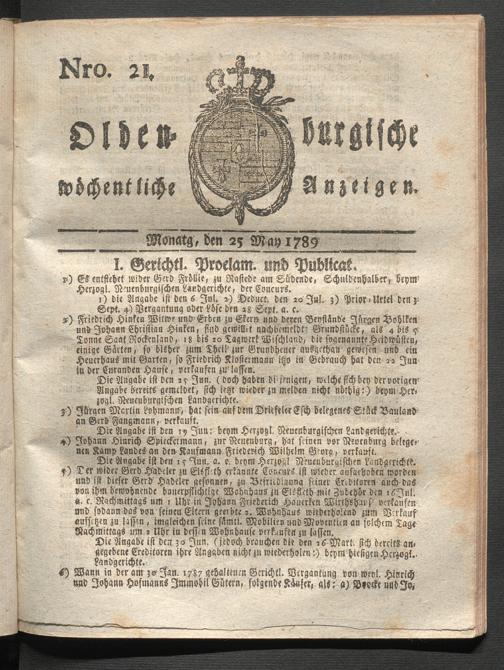 Nro. 21.
Olden- burgische
wöchentliche Anzeigen.
Monatg, den 25 May 1789
I. Gerichtl. Proclam. und Publicat.
1) Es entstehet wider Gerd Frölie, zu Rastede am Südende, Schuldenhalber, beym
Herzogl. Neuenburgischen Landgerichte, der Concurs.
1) die Angabe ist den 6 Jul. 2) Deduct. den 20 Jul. 3) Prior. Urtel den 3
Sept. 4) Vergantung oder Löse den 28 Sept. a. c.
2) Friedrich Hinken Witwe und Erben zu Ekern und deren Beystände Jürgen Bohlken
und Johann Christian Hinken, sind gewillit nachbemeldte Grundstücke, als 4 bis 5
Tonne Saat Rockenland, 18 bis 20 Tagwerk Wischland, die sogenannte Heidwüsten,
einige Gärten, so bisher zum Theil zur Grundheuer ausgethan gewesen und ein
Heuerhaus mit Garten, so Friedrich Klostermann itzo in Gebrauch hat den 22 Jun
in der Curanden Hause, verkaufen zu lassen.
Die Angabe ist den 15 Jun. (doch haben diejenigen, welche sich bey der vorigen
Angabe bereits gemeldet, sich jetzt wieder zu melden nicht nöthig:) beym Her-
zogl. Neuenburgischen Landgerichte.
3) Jürgen Martin Lohmann, hat sein auf dem Driefeler Esch belegenes Stück Bauland
an Gerd Fangmann, verkauft.
Die Angabe ist den 15 Jun: beym Herzogl. Neuenburgischen Landgerichte.
4) Johann Hinrich Spieckermann, zur Neuenburg, hat seinen vor Neuenburg belege-
nen Kamp Landes an den Kaufmann Friederich Wilhelm Georg, verkauft.
Die Angabe ist den 15 Jun. a. c. beym Herzogl. Neuenburgischen Landgerichte.
5) Der wider Gerd Hadeler zu Elsfleth erkannte Concurs ist wieder aufgehoben worden
und ist dieser Gerd Hadeler gesonnen, zu Befriedigung seiner Creditoren auch das
von ihm bewohnende bauerpflichtige Wohnhaus zu Elsfleth mit Zubehör den 16 Jul.
a. c. Nachmittags um 1 Uhr in Johann Friederich Hauerken Wirthshause verkaufen
und sodann das von seinen Eltern geerbte 2. Wohnhaus wiederholend zum Verkauf
aufsetzen zu lassen, imgleichen seine sämtl. Mobilien und Moventien an solchem Tage
Nachmittags um 1 Uhr in dessen Wohnhause verkaufen zu lassen.
Die Angabe ist den 30 Jun. (jedoch brauchen die den 26 Mart. sich bereits an-
gegebene Creditoren ihre Angaben nicht zu wiederholen:) beym hiesigen Herzogl.
Landgerichte.
6) Wann in der am 30 Jan. 1787 gehaltenen Gerichtl. Vergantung von weyl. Hinrich
und Johann Hofmanns Immobil Gütern, folgende Käufer, als: a) Boecke und Jo,